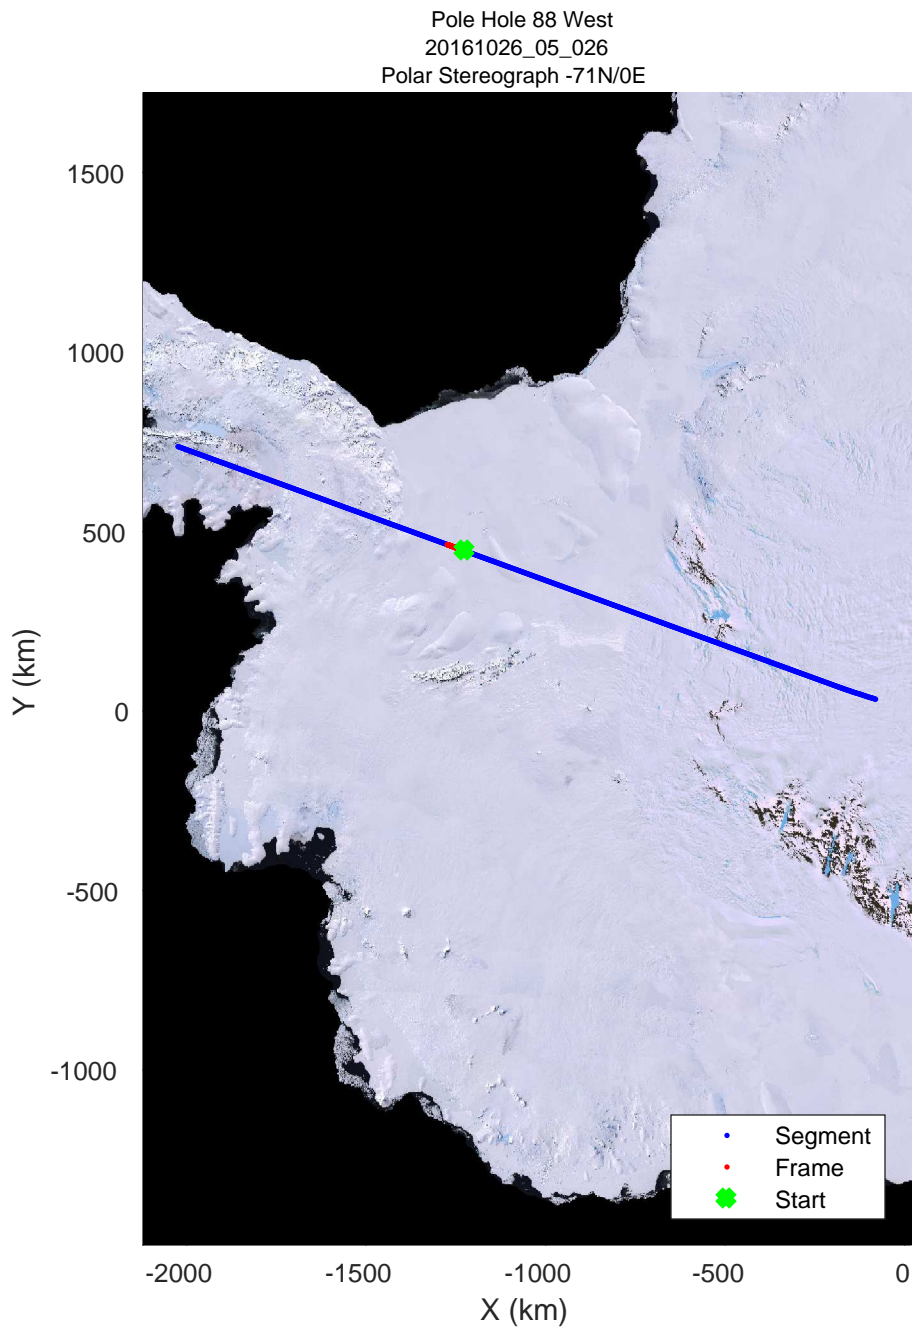 Pole Hole 88 West
20161026_05_026
Polar Stereograph -71N/0E
1500
1000
500
0
-500
-1000
Y (km)
Segment
Frame
Start
-2000 -1500 -1000 -500 0
X (km)